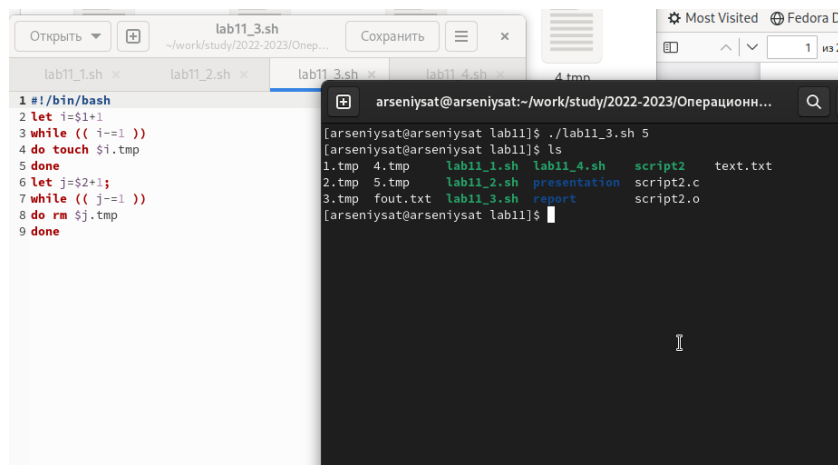 Most Visited Fedora D
Открыть lab11_3.sh Сохранить
~/work/study/2022-2023/Опер...
1 из 2
lab11_1.sh × lab11_2.sh × lab11_3.sh × lab11_4.sh ×
4.tmp
arseniysat@arseniysat:~/work/study/2022-2023/Операционн...
1 #!/bin/bash
2 let i=$1+1
3 while (( i-=1 ))
4 do touch $i.tmp
5 done
6 let j=$2+1;
7 while (( j-=1 ))
8 do rm $j.tmp
9 done
[arseniysat@arseniysat lab11]$ ./lab11_3.sh 5
[arseniysat@arseniysat lab11]$ ls
1.tmp 4.tmp lab11_1.sh lab11_4.sh script2 text.txt
2.tmp 5.tmp lab11_2.sh presentation script2.c
3.tmp fout.txt lab11_3.sh report script2.o
[arseniysat@arseniysat lab11]$